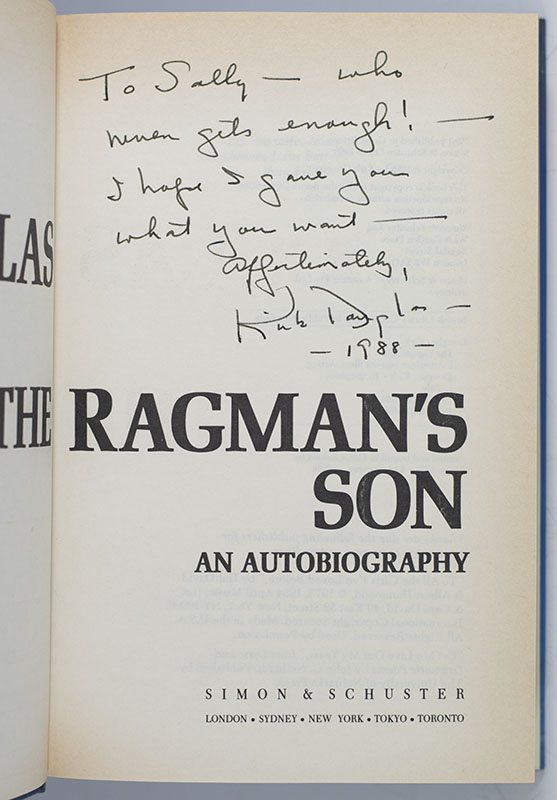 To Sally — who
never gets enough! —
I hope I gave you
what you want —
Affectionately,
Kirk Douglas —
— 1988 —
LAS
THE
RAGMAN'S
SON
AN AUTOBIOGRAPHY
SIMON & SCHUSTER
LONDON • SYDNEY • NEW YORK • TOKYO • TORONTO